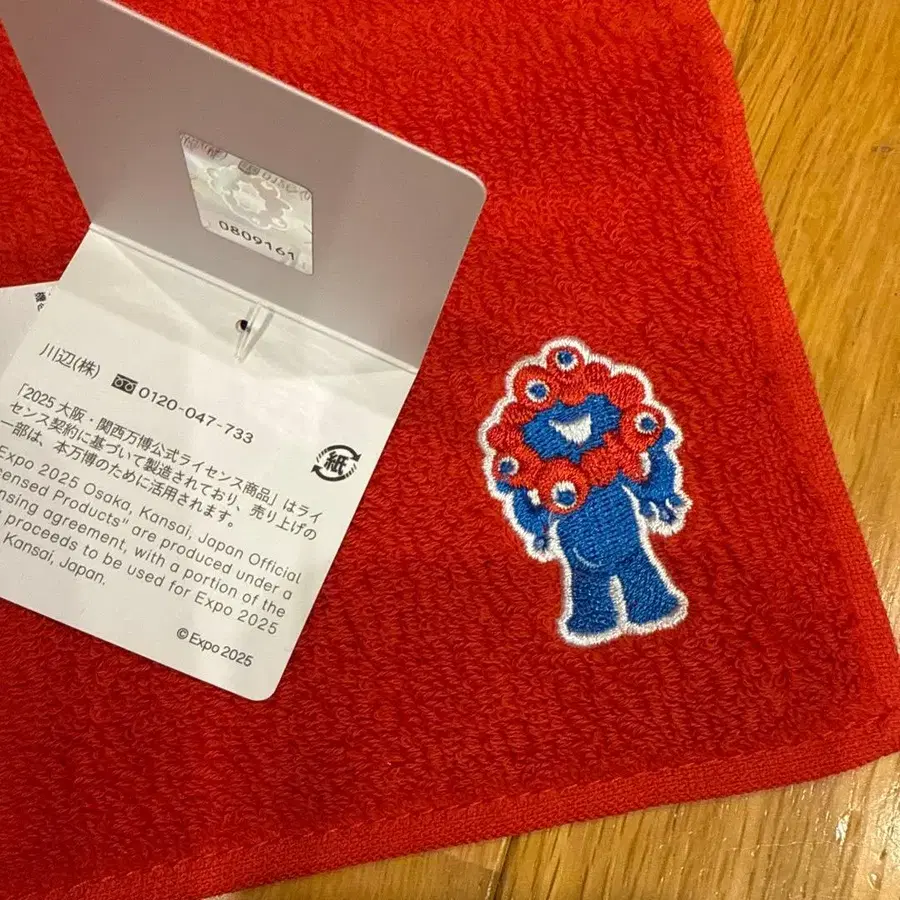 0809161
川辺(株)
0120-047-733
「2025 大阪・関西万博公式ライセンス商品」はライ
センス契約に基づいて製造されており、売り上げの
一部は、本万博のために活用されます。
Expo 2025 Osaka, Kansai, Japan Official
Products" are produced under a
agreement, with a portion of the
proceeds to be used for Expo 2025
Kansai, Japan.
© Expo 2025
紙